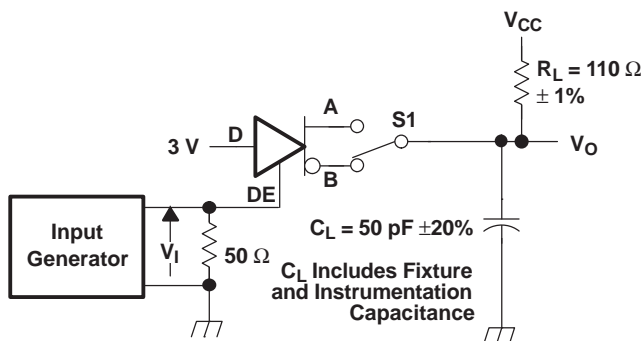 V_CC
R_L = 110 Ω
± 1%
A
S1
3 V
D
V_O
B
DE
C_L = 50 pF ±20%
Input
Generator
V_I
50 Ω
C_L Includes Fixture
and Instrumentation
Capacitance